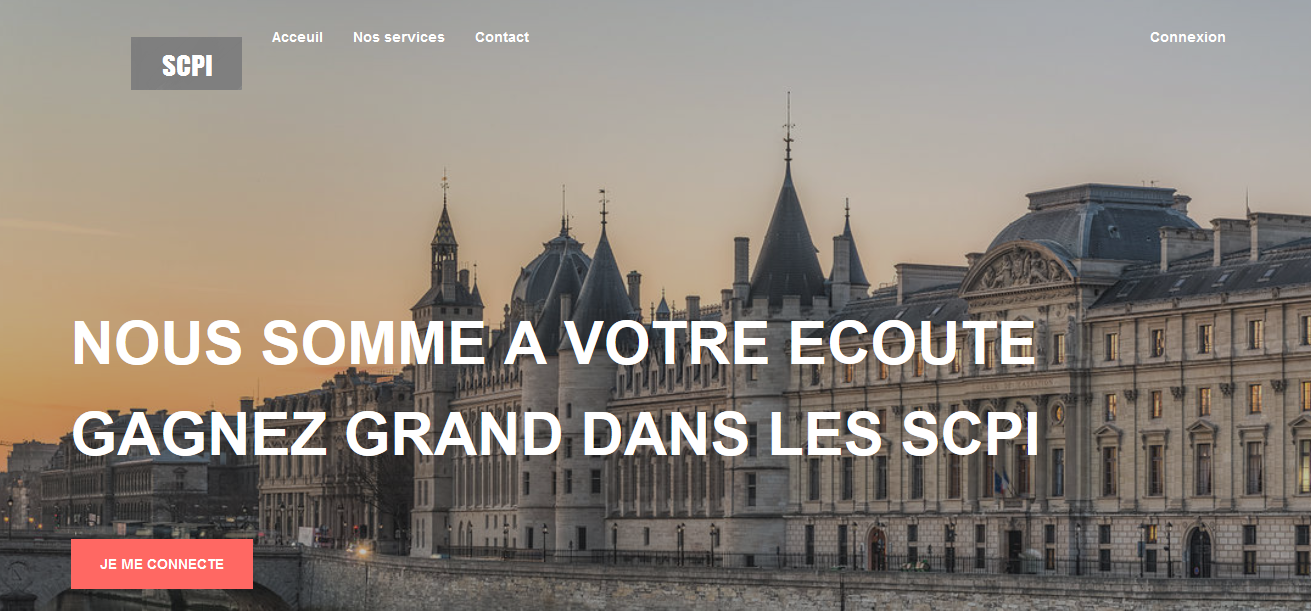 SCPI
Acceuil Nos services Contact Connexion
NOUS SOMME A VOTRE ECOUTE
GAGNEZ GRAND DANS LES SCPI
JE ME CONNECTE